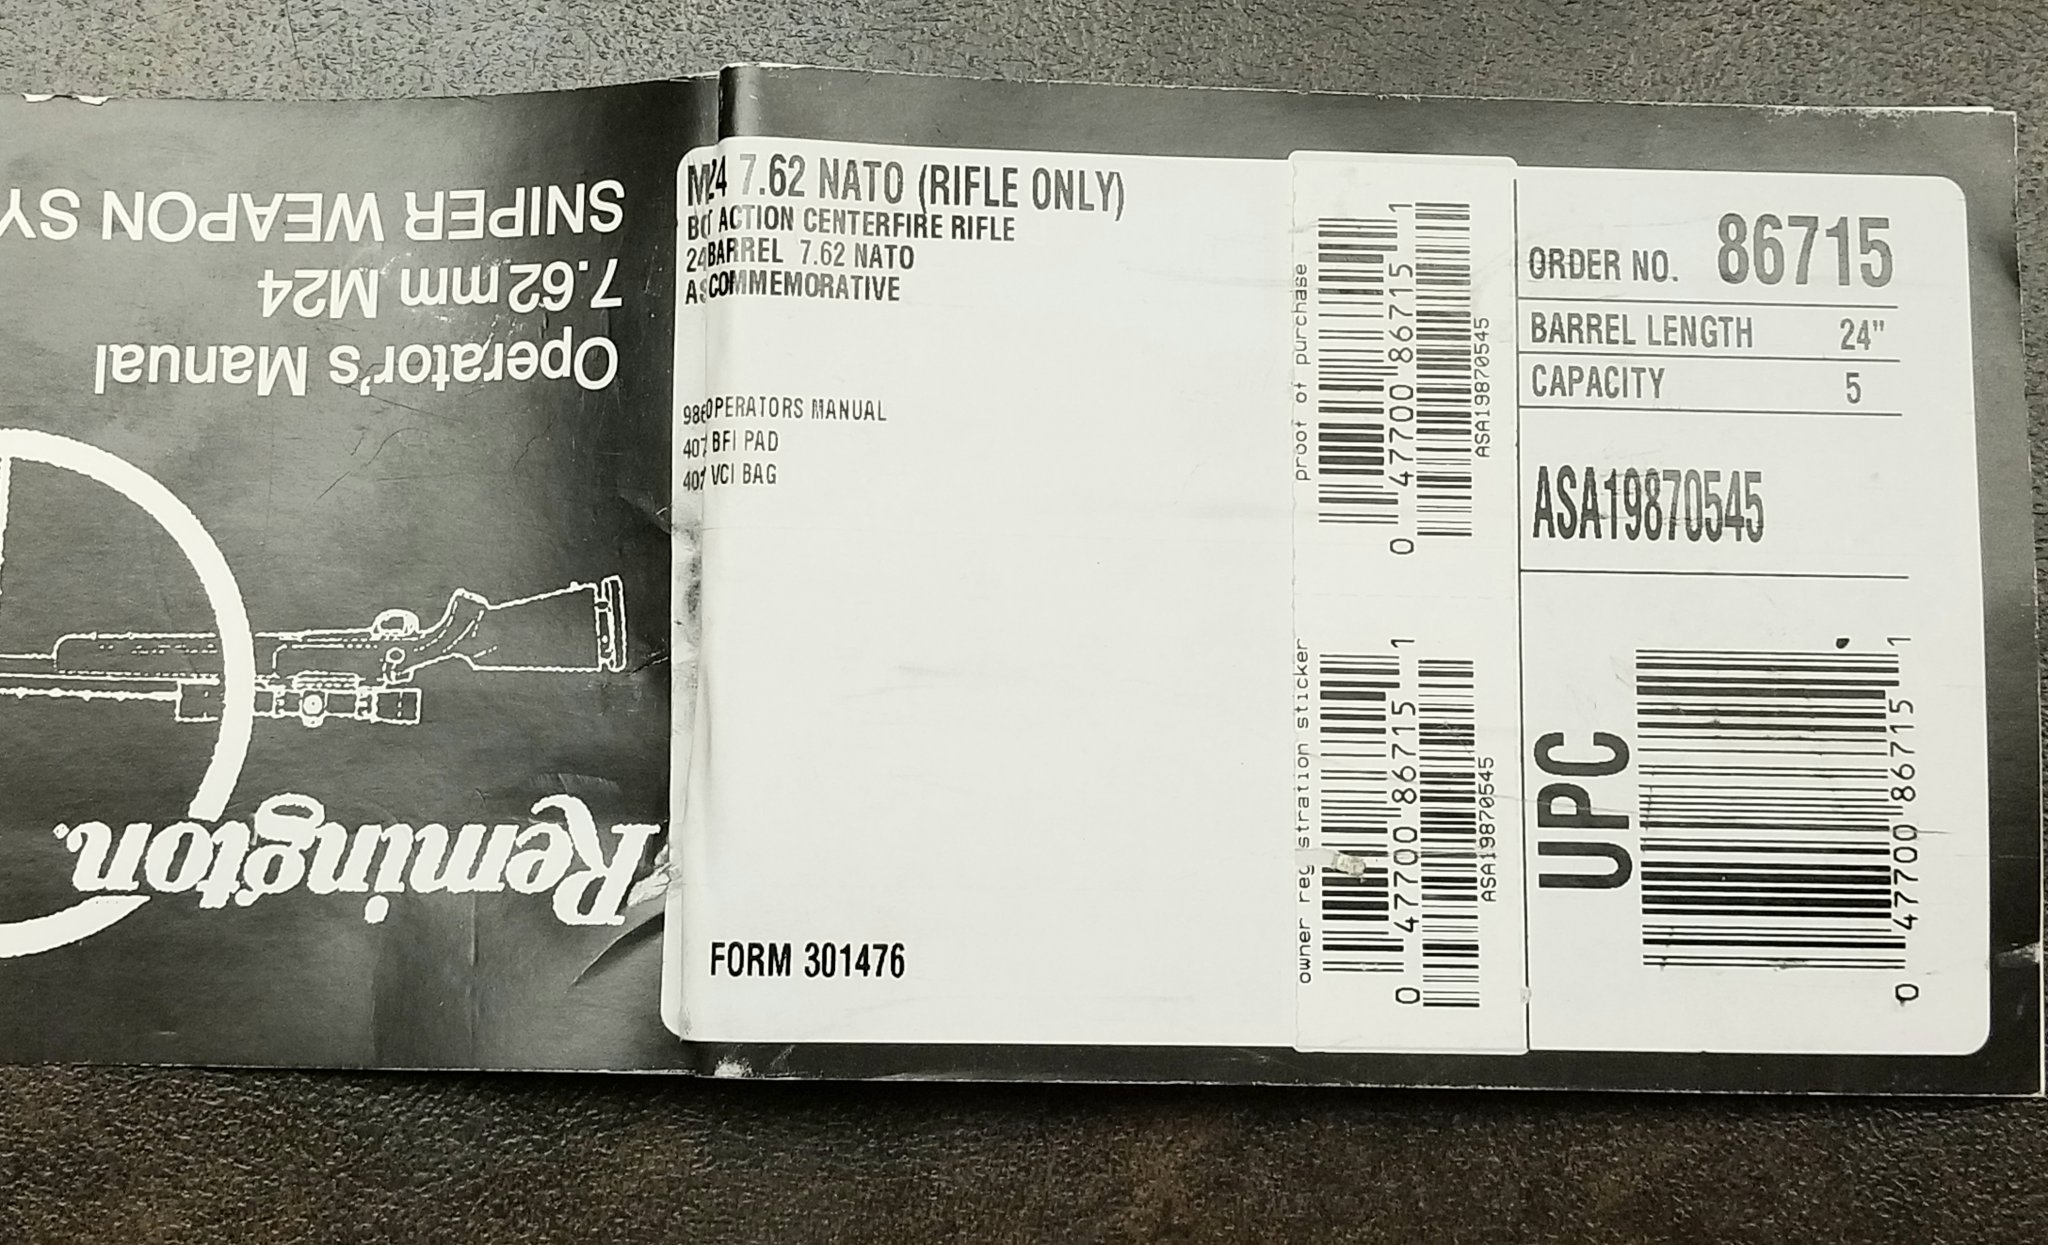 Operator's Manual
7.62mm M24
SNIPER WEAPON SY
Remington®
M24 7.62 NATO (RIFLE ONLY)
ACTION CENTERFIRE RIFLE
24 BARREL 7.62 NATO
COMMEMORATIVE
OPERATORS MANUAL
BFI PAD
VCI BAG
FORM 301476
proof of purchase
0 47700 86715 1
ASA19870545
owner registration sticker
0 47700 86715 1
ASA19870545
ORDER NO. 86715
BARREL LENGTH 24"
CAPACITY 5
ASA19870545
UPC
0 47700 86715 1